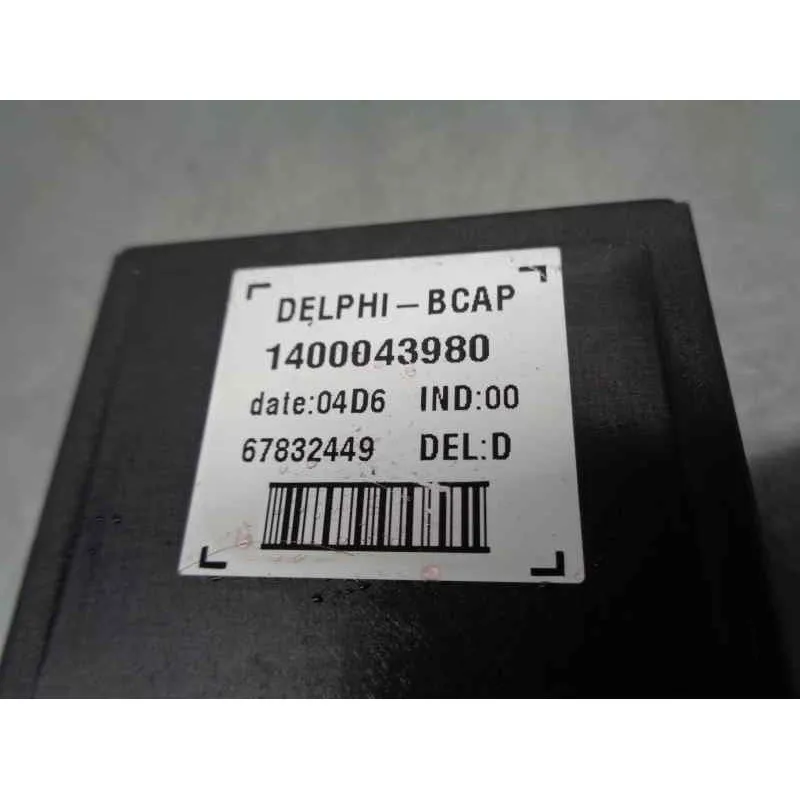 DELPHI–BCAP
1400043980
date:04D6 IND:00
67832449 DEL:D